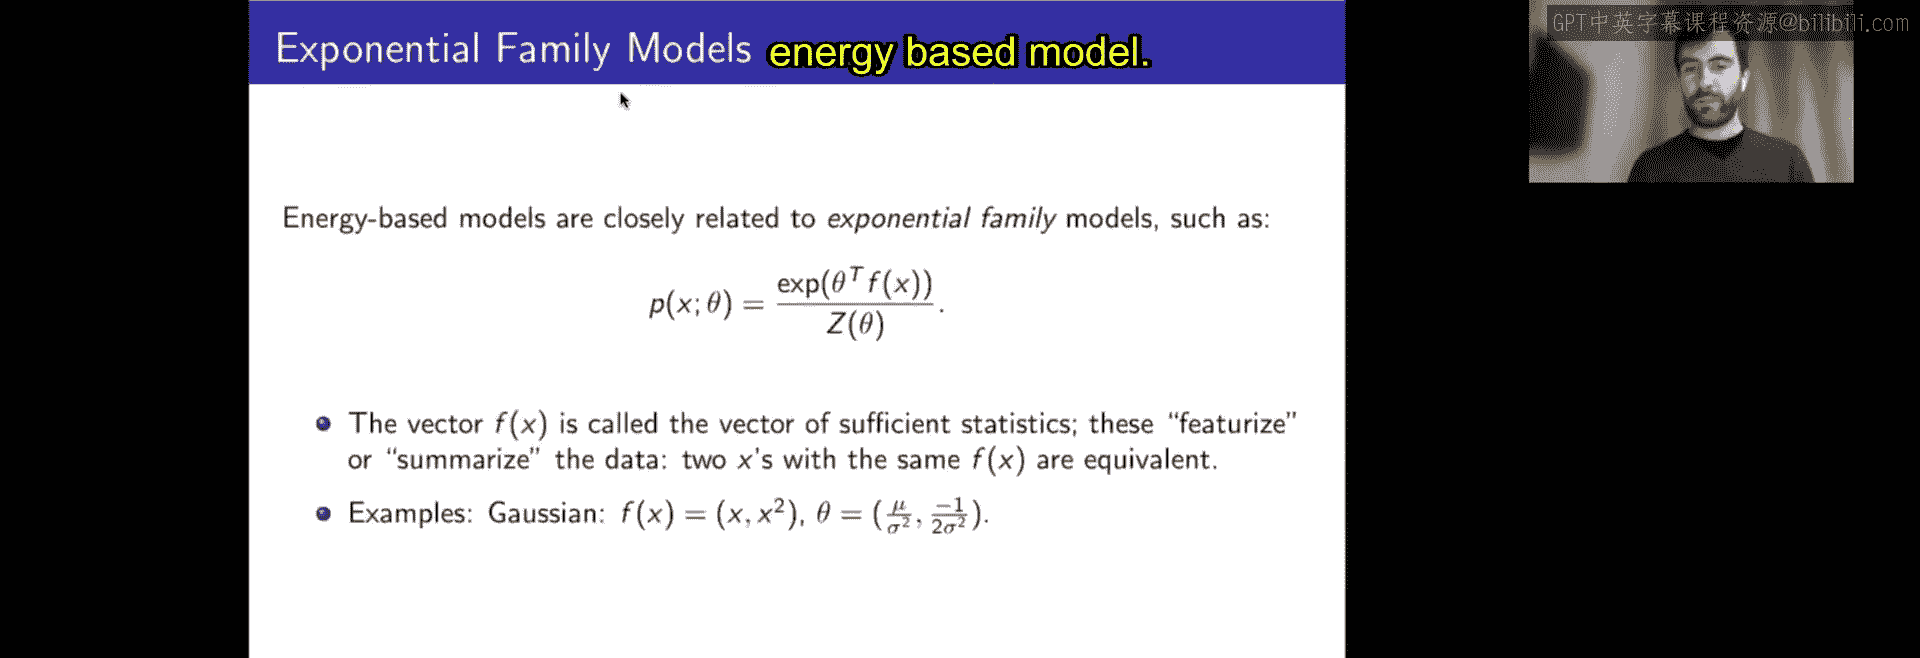 Exponential Family Models
energy based model.
GPT中英字幕课程资源@bilibili.com
Energy-based models are closely related to exponential family models, such as:
p(x; θ) = exp(θ^T f(x)) / Z(θ).
The vector f(x) is called the vector of sufficient statistics; these “featurize”
or “summarize” the data: two x's with the same f(x) are equivalent.
Examples: Gaussian: f(x) = (x, x²), θ = (μ/σ², −1/2σ²).